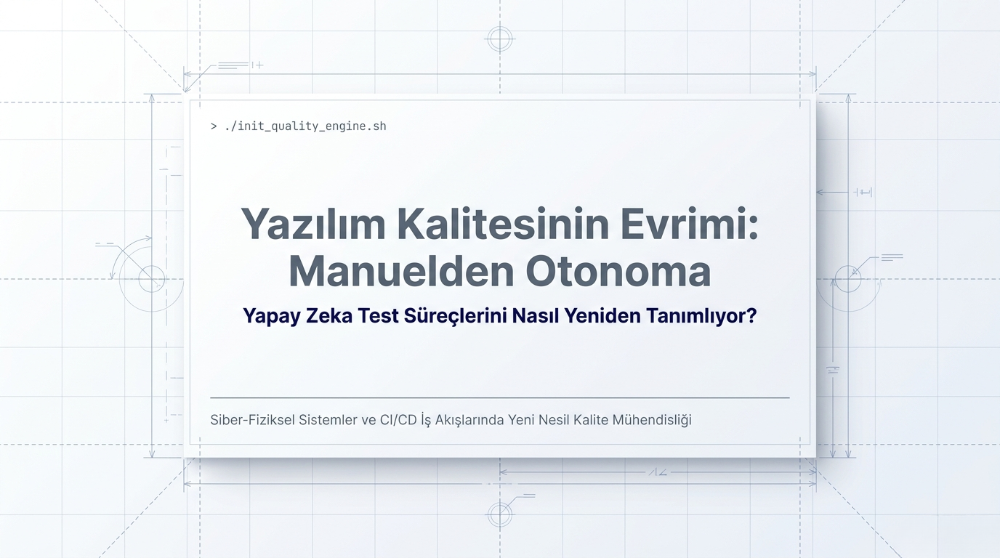 > ./init_quality_engine.sh
Yazılım Kalitesinin Evrimi:
Manuelden Otonoma
Yapay Zeka Test Süreçlerini Nasıl Yeniden Tanımlıyor?
Siber-Fiziksel Sistemler ve CI/CD İş Akışlarında Yeni Nesil Kalite Mühendisliği